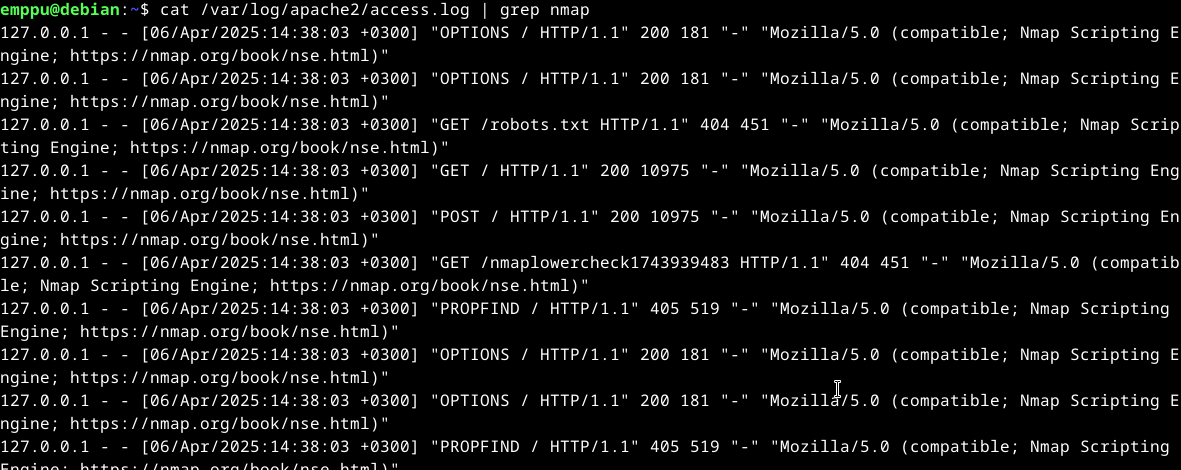 emppu@debian:~$ cat /var/log/apache2/access.log | grep nmap
127.0.0.1 - - [06/Apr/2025:14:38:03 +0300] "OPTIONS / HTTP/1.1" 200 181 "-" "Mozilla/5.0 (compatible; Nmap Scripting E
ngine; https://nmap.org/book/nse.html)"
127.0.0.1 - - [06/Apr/2025:14:38:03 +0300] "OPTIONS / HTTP/1.1" 200 181 "-" "Mozilla/5.0 (compatible; Nmap Scripting E
ngine; https://nmap.org/book/nse.html)"
127.0.0.1 - - [06/Apr/2025:14:38:03 +0300] "GET /robots.txt HTTP/1.1" 404 451 "-" "Mozilla/5.0 (compatible; Nmap Scrip
ting Engine; https://nmap.org/book/nse.html)"
127.0.0.1 - - [06/Apr/2025:14:38:03 +0300] "GET / HTTP/1.1" 200 10975 "-" "Mozilla/5.0 (compatible; Nmap Scripting Eng
ine; https://nmap.org/book/nse.html)"
127.0.0.1 - - [06/Apr/2025:14:38:03 +0300] "POST / HTTP/1.1" 200 10975 "-" "Mozilla/5.0 (compatible; Nmap Scripting En
gine; https://nmap.org/book/nse.html)"
127.0.0.1 - - [06/Apr/2025:14:38:03 +0300] "GET /nmaplowercheck1743939483 HTTP/1.1" 404 451 "-" "Mozilla/5.0 (compatib
le; Nmap Scripting Engine; https://nmap.org/book/nse.html)"
127.0.0.1 - - [06/Apr/2025:14:38:03 +0300] "PROPFIND / HTTP/1.1" 405 519 "-" "Mozilla/5.0 (compatible; Nmap Scripting
Engine; https://nmap.org/book/nse.html)"
127.0.0.1 - - [06/Apr/2025:14:38:03 +0300] "OPTIONS / HTTP/1.1" 200 181 "-" "Mozilla/5.0 (compatible; Nmap Scripting E
ngine; https://nmap.org/book/nse.html)"
127.0.0.1 - - [06/Apr/2025:14:38:03 +0300] "OPTIONS / HTTP/1.1" 200 181 "-" "Mozilla/5.0 (compatible; Nmap Scripting E
ngine; https://nmap.org/book/nse.html)"
127.0.0.1 - - [06/Apr/2025:14:38:03 +0300] "PROPFIND / HTTP/1.1" 405 519 "-" "Mozilla/5.0 (compatible; Nmap Scripting
Engine; https://nmap.org/book/nse.html)"